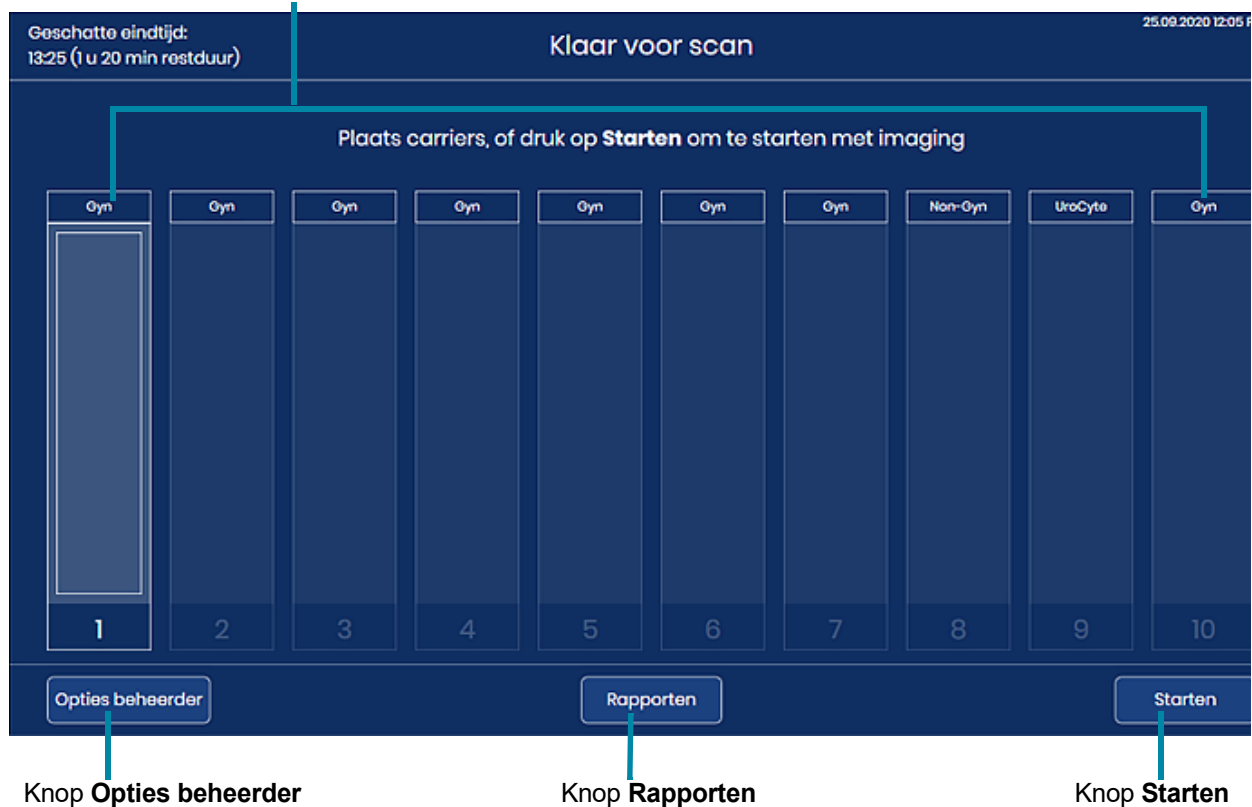 Geschatte eindtijd:
13:25 (1 u 20 min restduur)
Klaar voor scan
25.09.2020 12:05 P
Plaats carriers, of druk op Starten om te starten met imaging
Gyn Gyn Gyn Gyn Gyn Gyn Gyn Non-Gyn UroCyte Gyn
1 2 3 4 5 6 7 8 9 10
Opties beheerder Rapporten Starten
Knop Opties beheerder Knop Rapporten Knop Starten